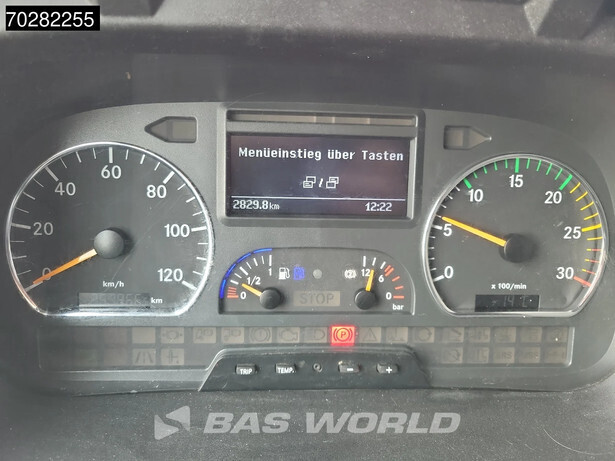 70282255
Menüeinstieg über Tasten
2829.8km 12:22
0 20 40 60 80 100 120
km/h
km
0 1/2 1
12 6 0
bar
STOP
0 5 10 15 20 25 30
x 100/min
P
TRIP TEMP. - +
BAS WORLD